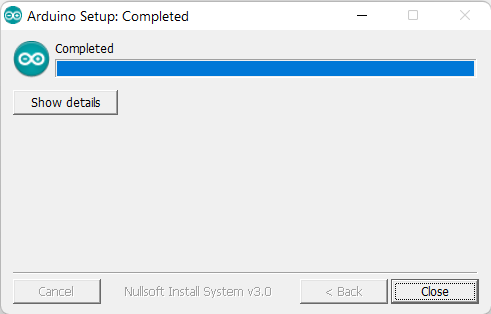 Arduino Setup: Completed
Completed
Show details
Cancel
Nullsoft Install System v3.0
< Back
Close